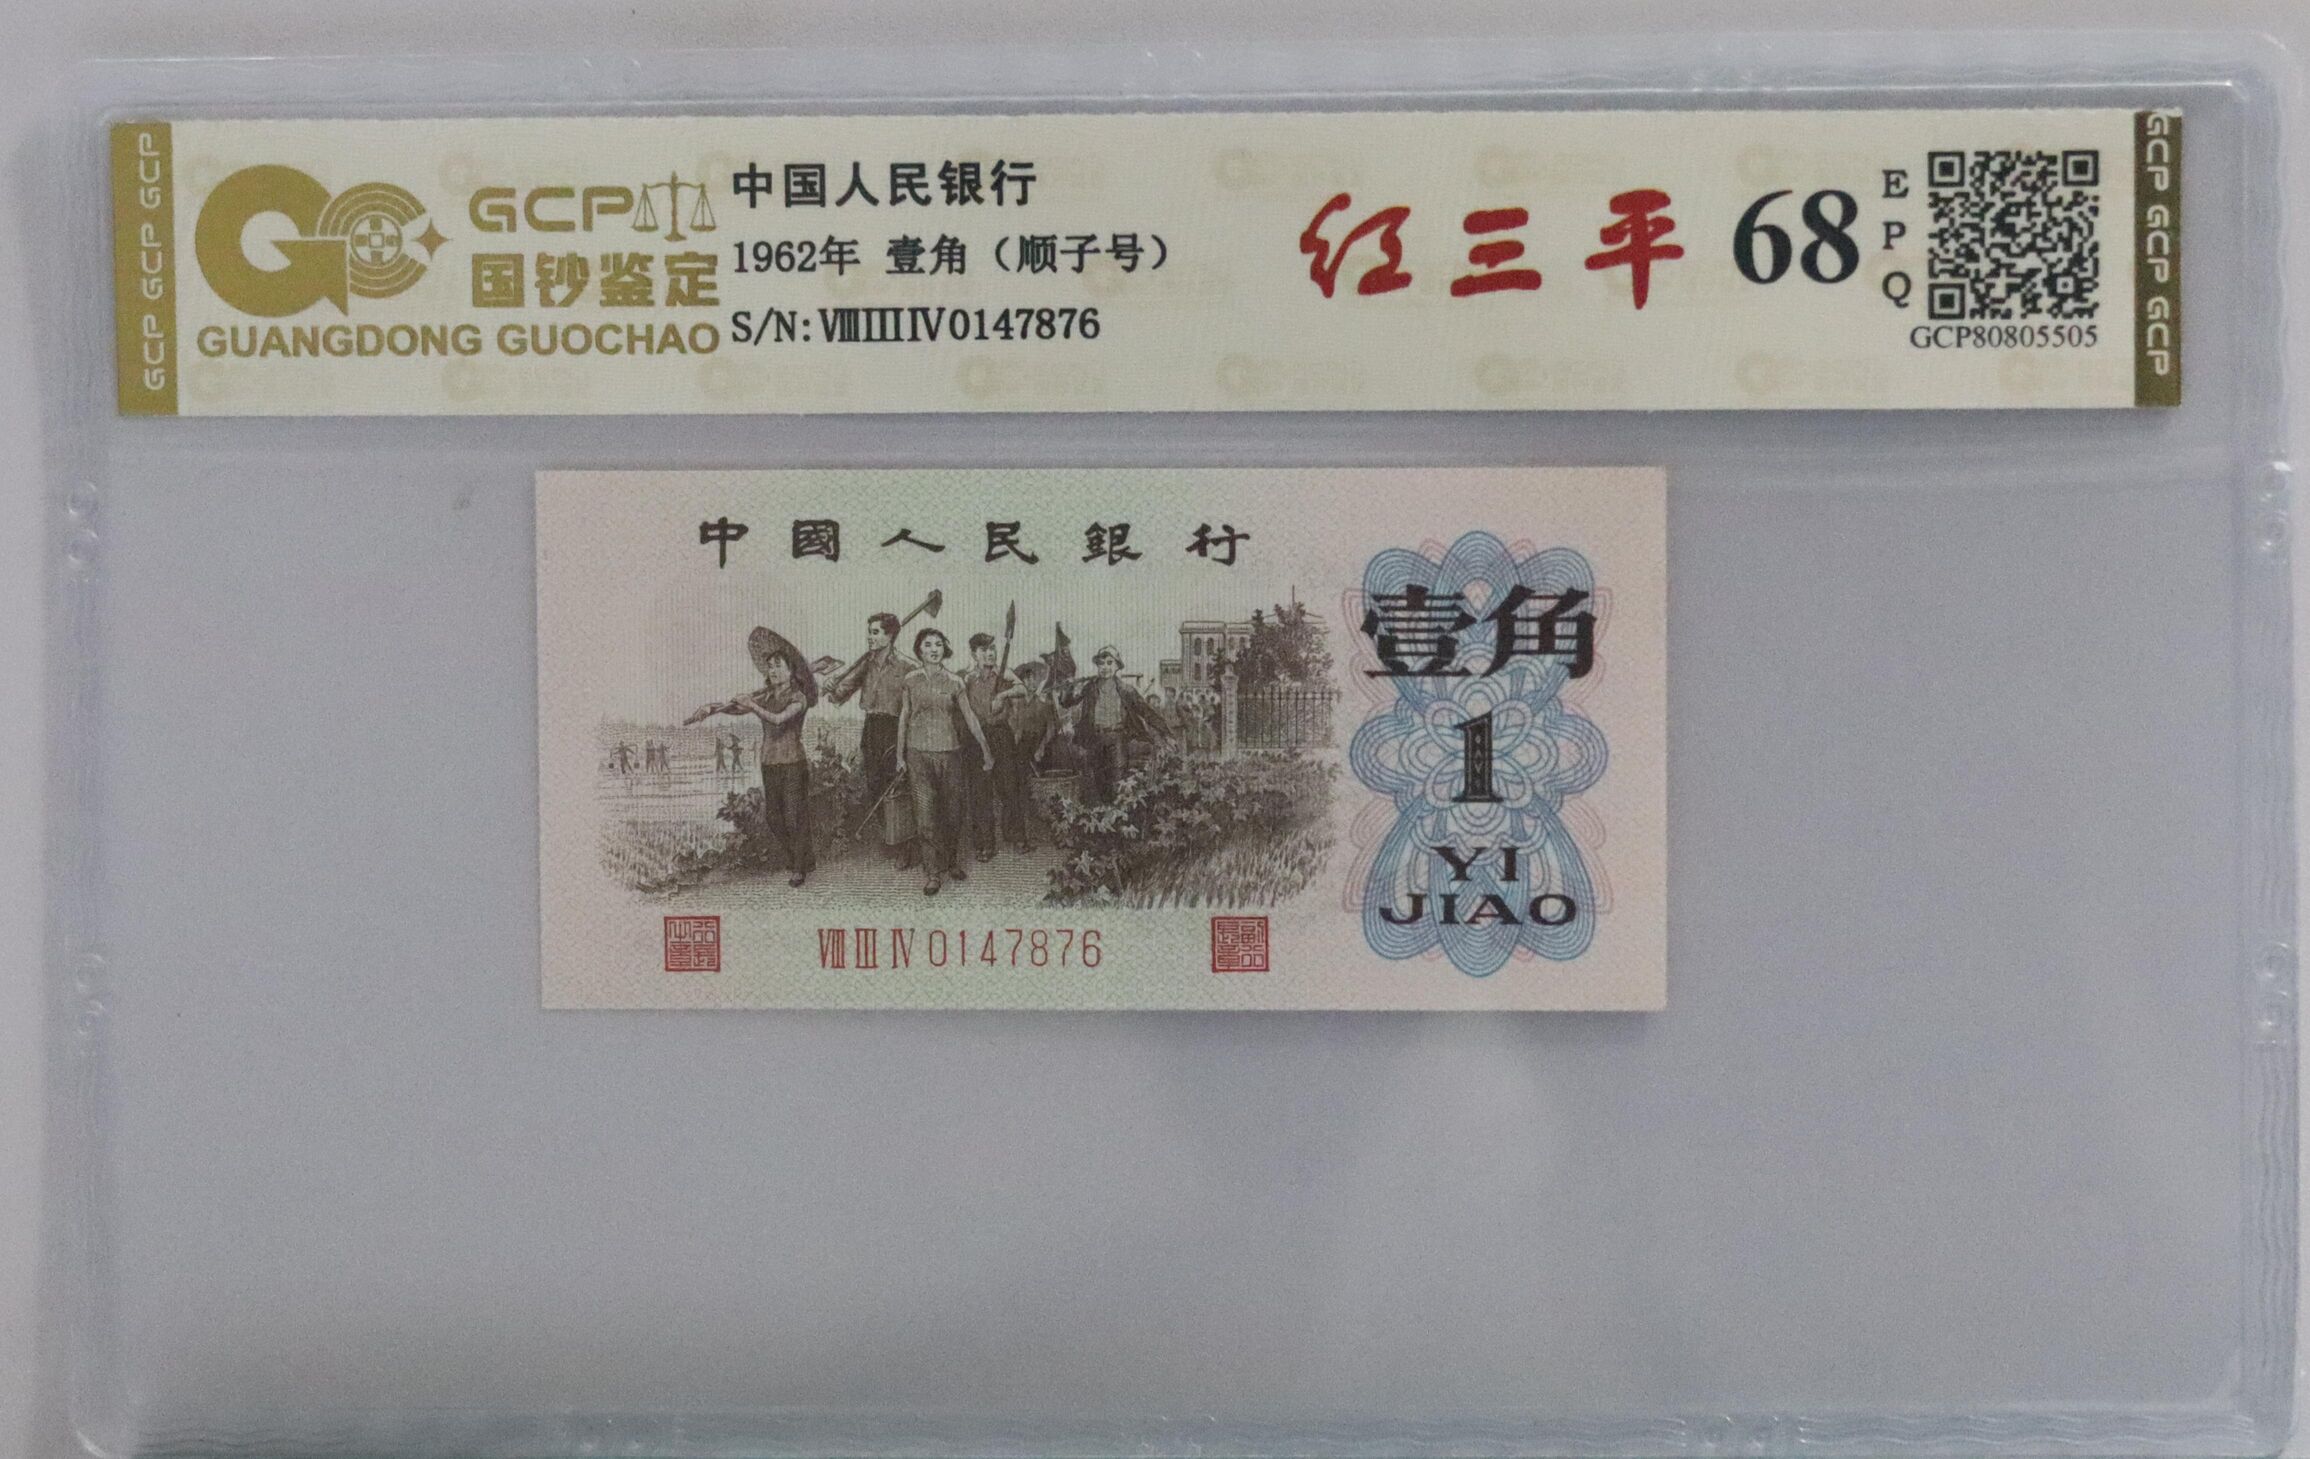 GCP GCP GCP
GCP
国钞鉴定
GUANGDONG GUOCHAO
中国人民银行
1962年 壹角（顺子号）
S/N:ⅧⅢⅣ0147876
红三平
68
EPQ
GCP80805505
GCP GCP GCP
中國人民銀行
壹角
1
YI
JIAO
ⅧⅢⅣ0147876